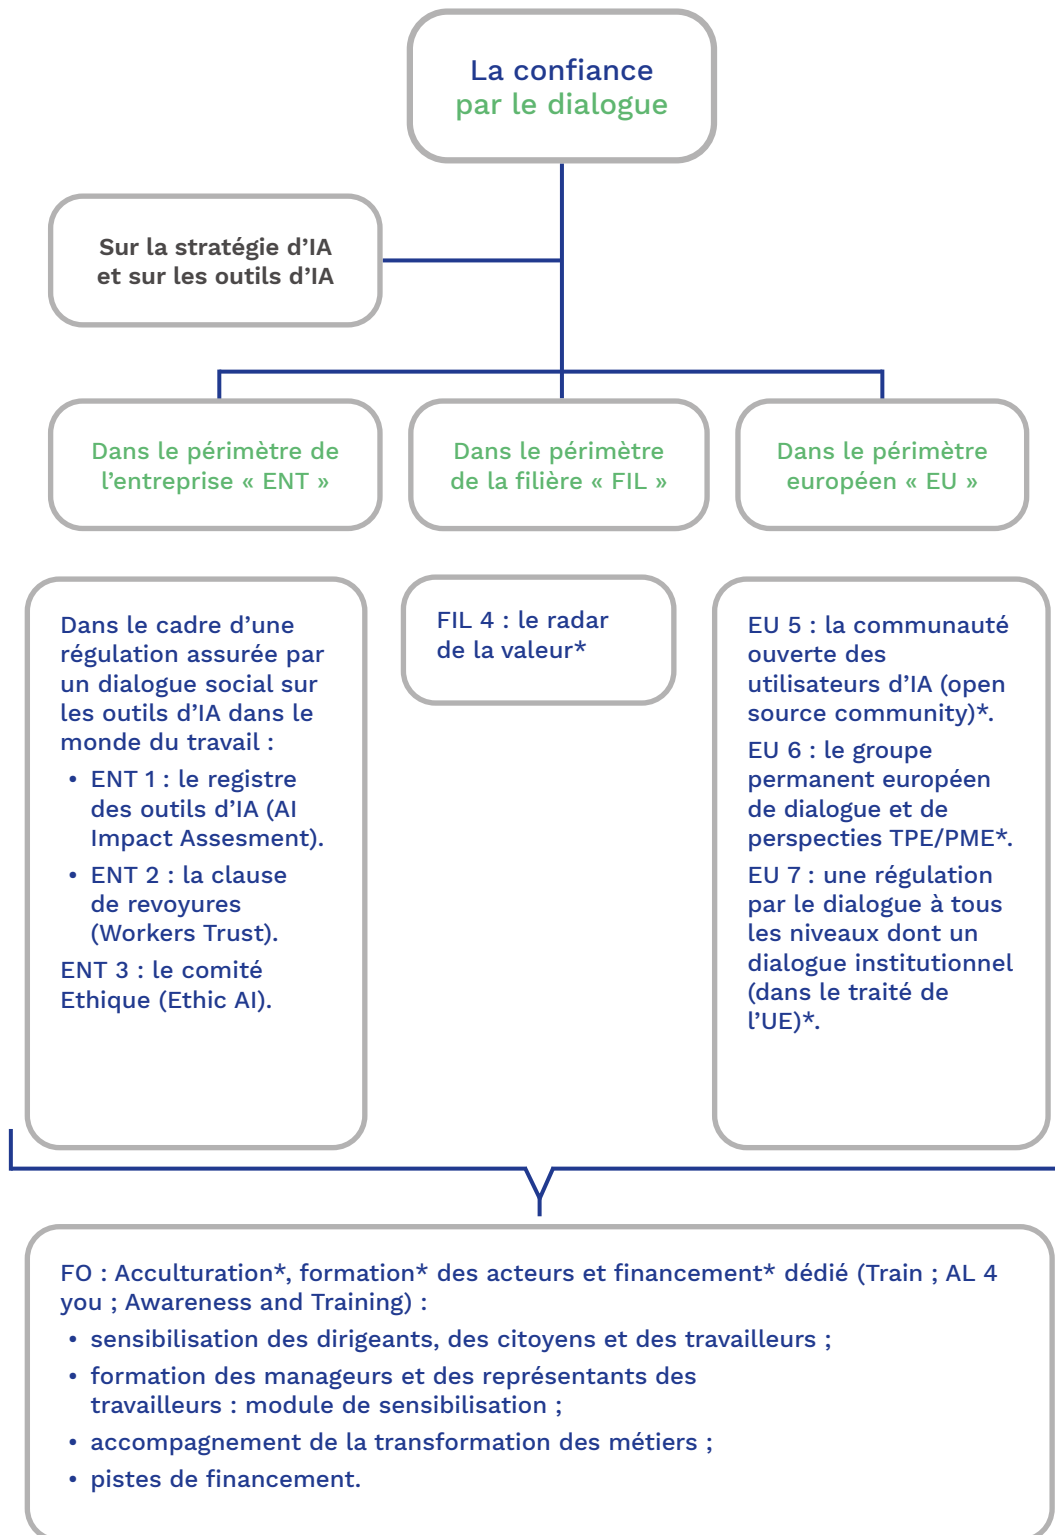 La confiance
par le dialogue
Sur la stratégie d’IA
et sur les outils d’IA
Dans le périmètre de
l’entreprise « ENT »
Dans le périmètre
de la filière « FIL »
Dans le périmètre
européen « EU »
Dans le cadre d’une
régulation assurée par
un dialogue social sur
les outils d’IA dans le
monde du travail :
• ENT 1 : le registre
des outils d’IA (AI
Impact Assesment).
• ENT 2 : la clause
de revoyures
(Workers Trust).
ENT 3 : le comité
Ethique (Ethic AI).
FIL 4 : le radar
de la valeur*
EU 5 : la communauté
ouverte des
utilisateurs d’IA (open
source community)*.
EU 6 : le groupe
permanent européen
de dialogue et de
perspecties TPE/PME*.
EU 7 : une régulation
par le dialogue à tous
les niveaux dont un
dialogue institutionnel
(dans le traité de
l’UE)*.
FO : Acculturation*, formation* des acteurs et financement* dédié (Train ; AL 4
you ; Awareness and Training) :
• sensibilisation des dirigeants, des citoyens et des travailleurs ;
• formation des manageurs et des représentants des
travailleurs : module de sensibilisation ;
• accompagnement de la transformation des métiers ;
• pistes de financement.